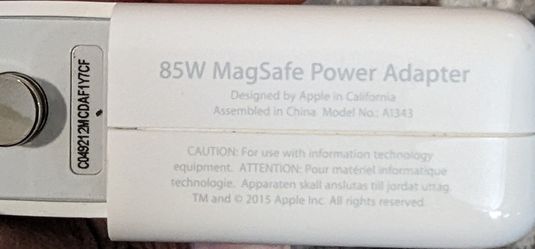 C049212MCDAF1Y7CF
85W MagSafe Power Adapter
Designed by Apple in California
Assembled in China Model No.: A1343
CAUTION: For use with information technology
equipment. ATTENTION: Pour matériel informatique
technologie. Apparaten skall anslutas till jordat uttag.
TM and © 2015 Apple Inc. All rights reserved.